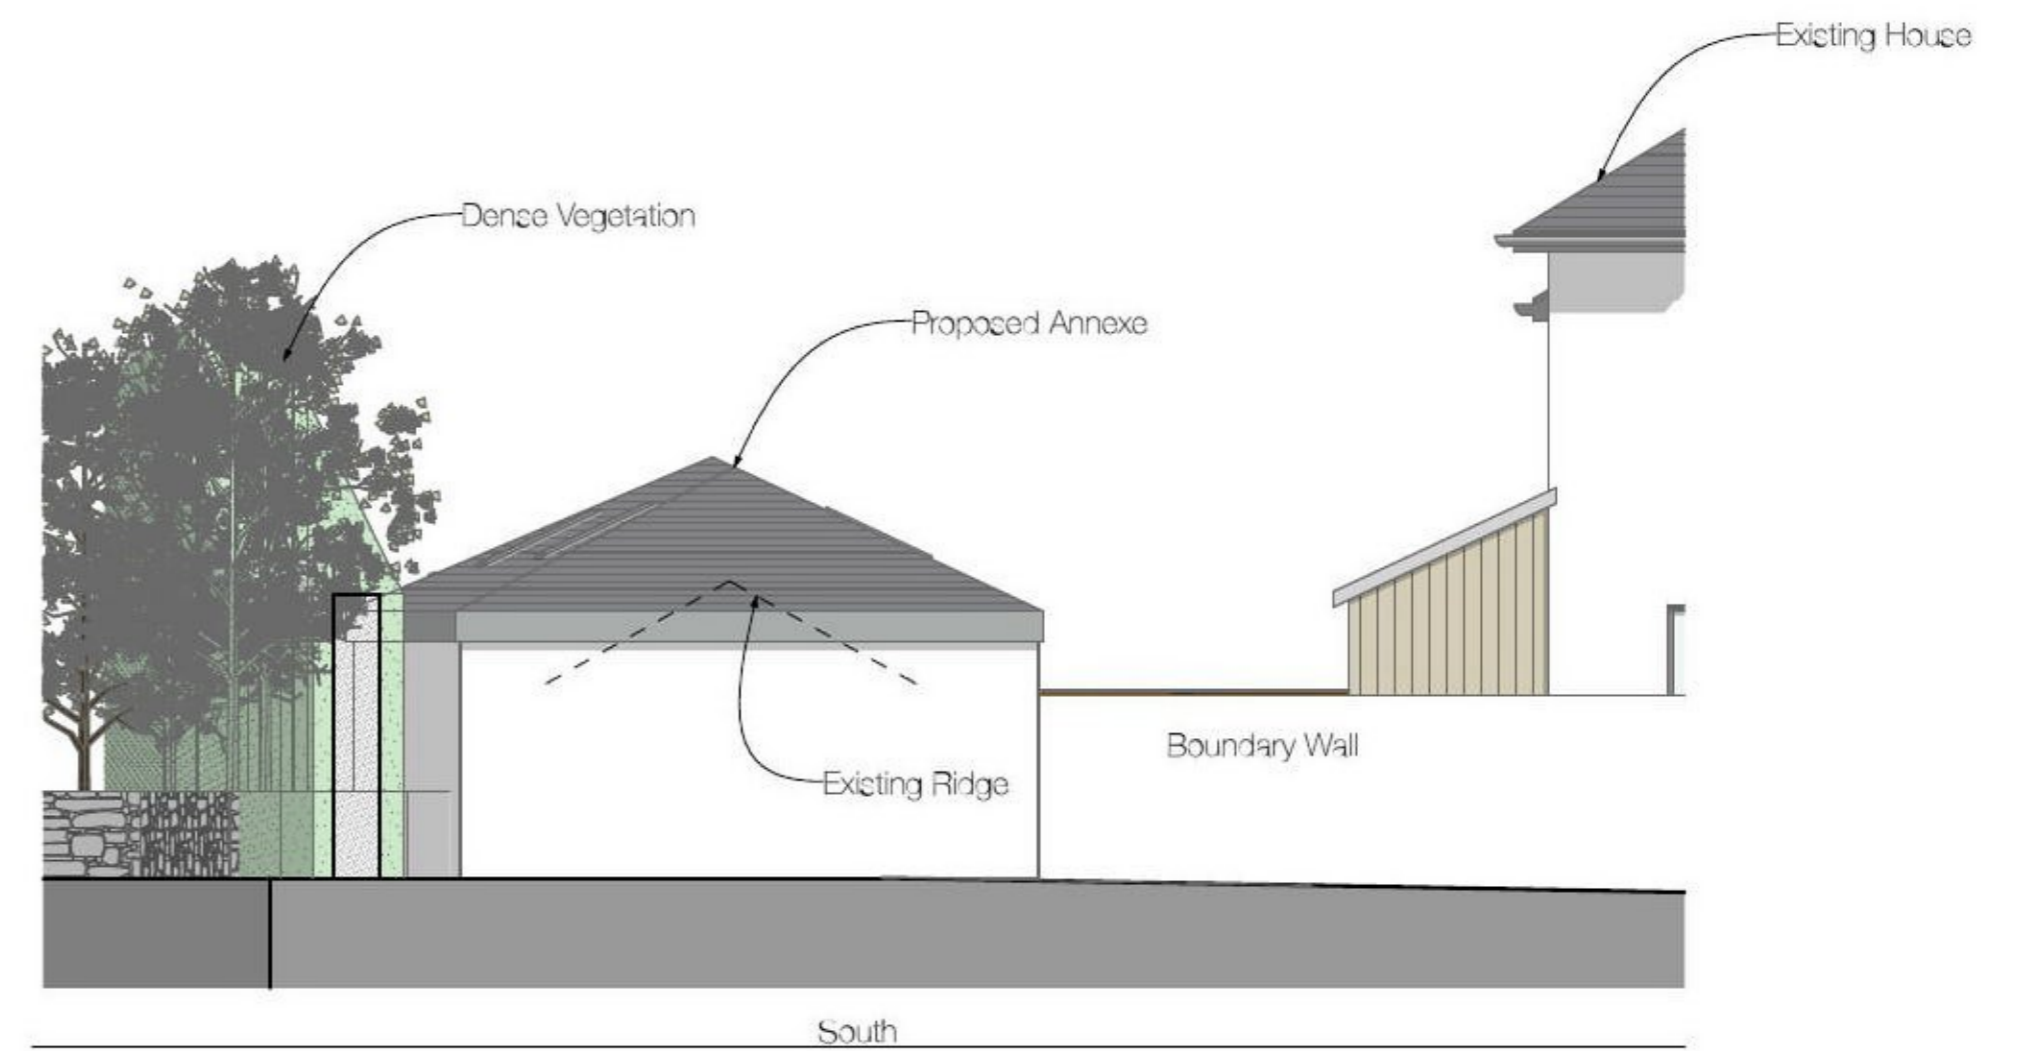 Existing House
Dense Vegetation
Proposed Annexe
Boundary Wall
Existing Ridge
South